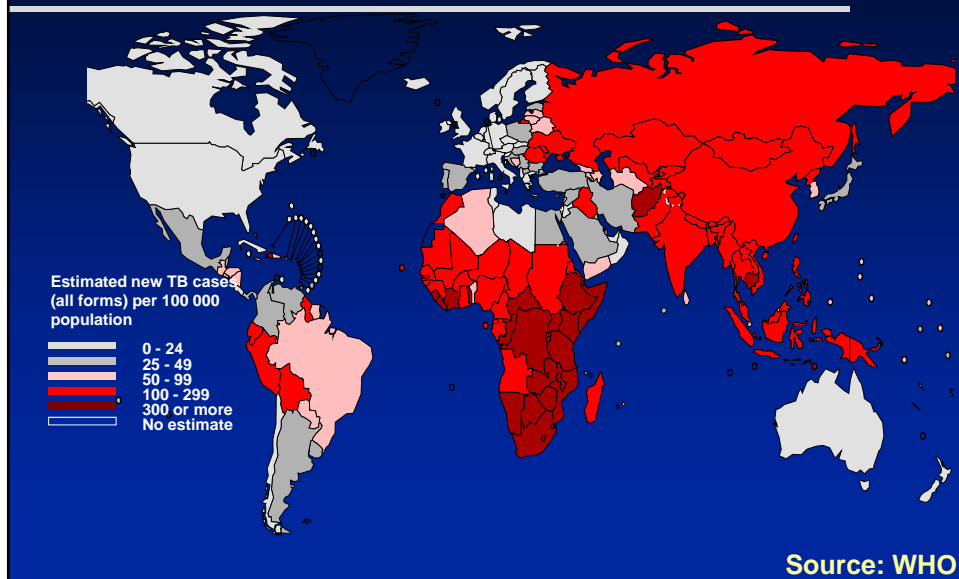 Estimated new TB cases
(all forms) per 100 000
population
0 - 24
25 - 49
50 - 99
100 - 299
300 or more
No estimate
Source: WHO